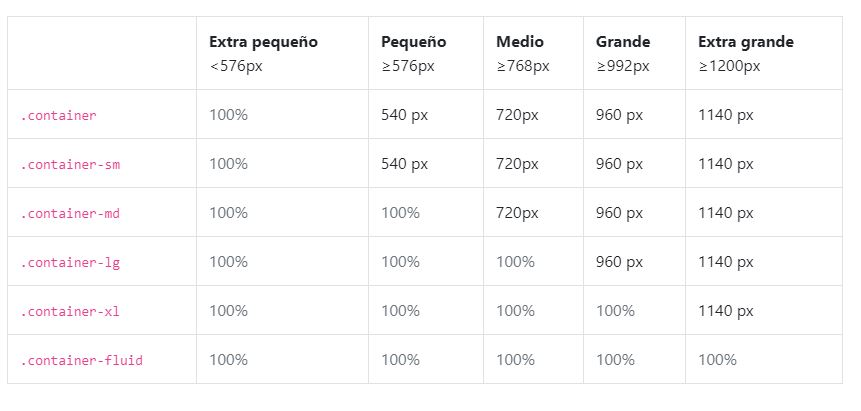 Extra pequeño Pequeño Medio Grande Extra grande
<576px ≥576px ≥768px ≥992px ≥1200px
.container 100% 540 px 720px 960 px 1140 px
.container-sm 100% 540 px 720px 960 px 1140 px
.container-md 100% 100% 720px 960 px 1140 px
.container-lg 100% 100% 100% 960 px 1140 px
.container-xl 100% 100% 100% 100% 1140 px
.container-fluid 100% 100% 100% 100% 100%